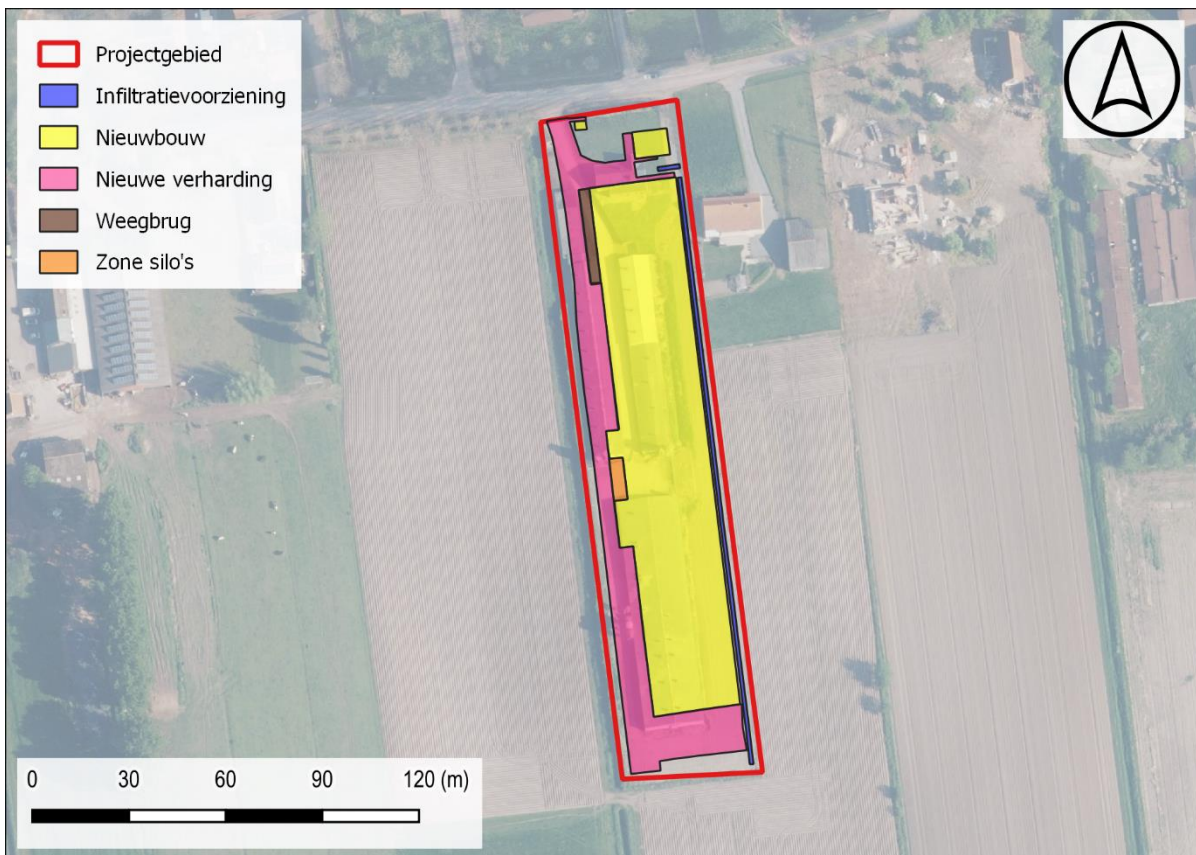 Projectgebied
Infiltratievoorziening
Nieuwbouw
Nieuwe verharding
Weegbrug
Zone silo's
0 30 60 90 120 (m)